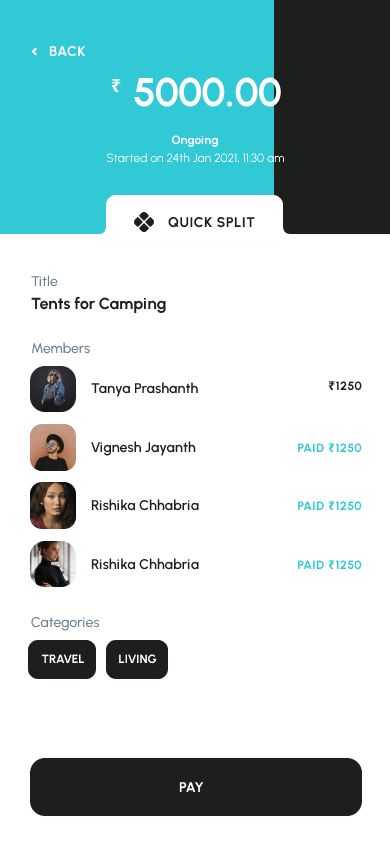 BACK
₹ 5000.00
Ongoing
Started on 24th Jan 2021, 11:30 am
QUICK SPLIT
Title
Tents for Camping
Members
Tanya Prashanth ₹1250
Vignesh Jayanth PAID ₹1250
Rishika Chhabria PAID ₹1250
Rishika Chhabria PAID ₹1250
Categories
TRAVEL LIVING
PAY